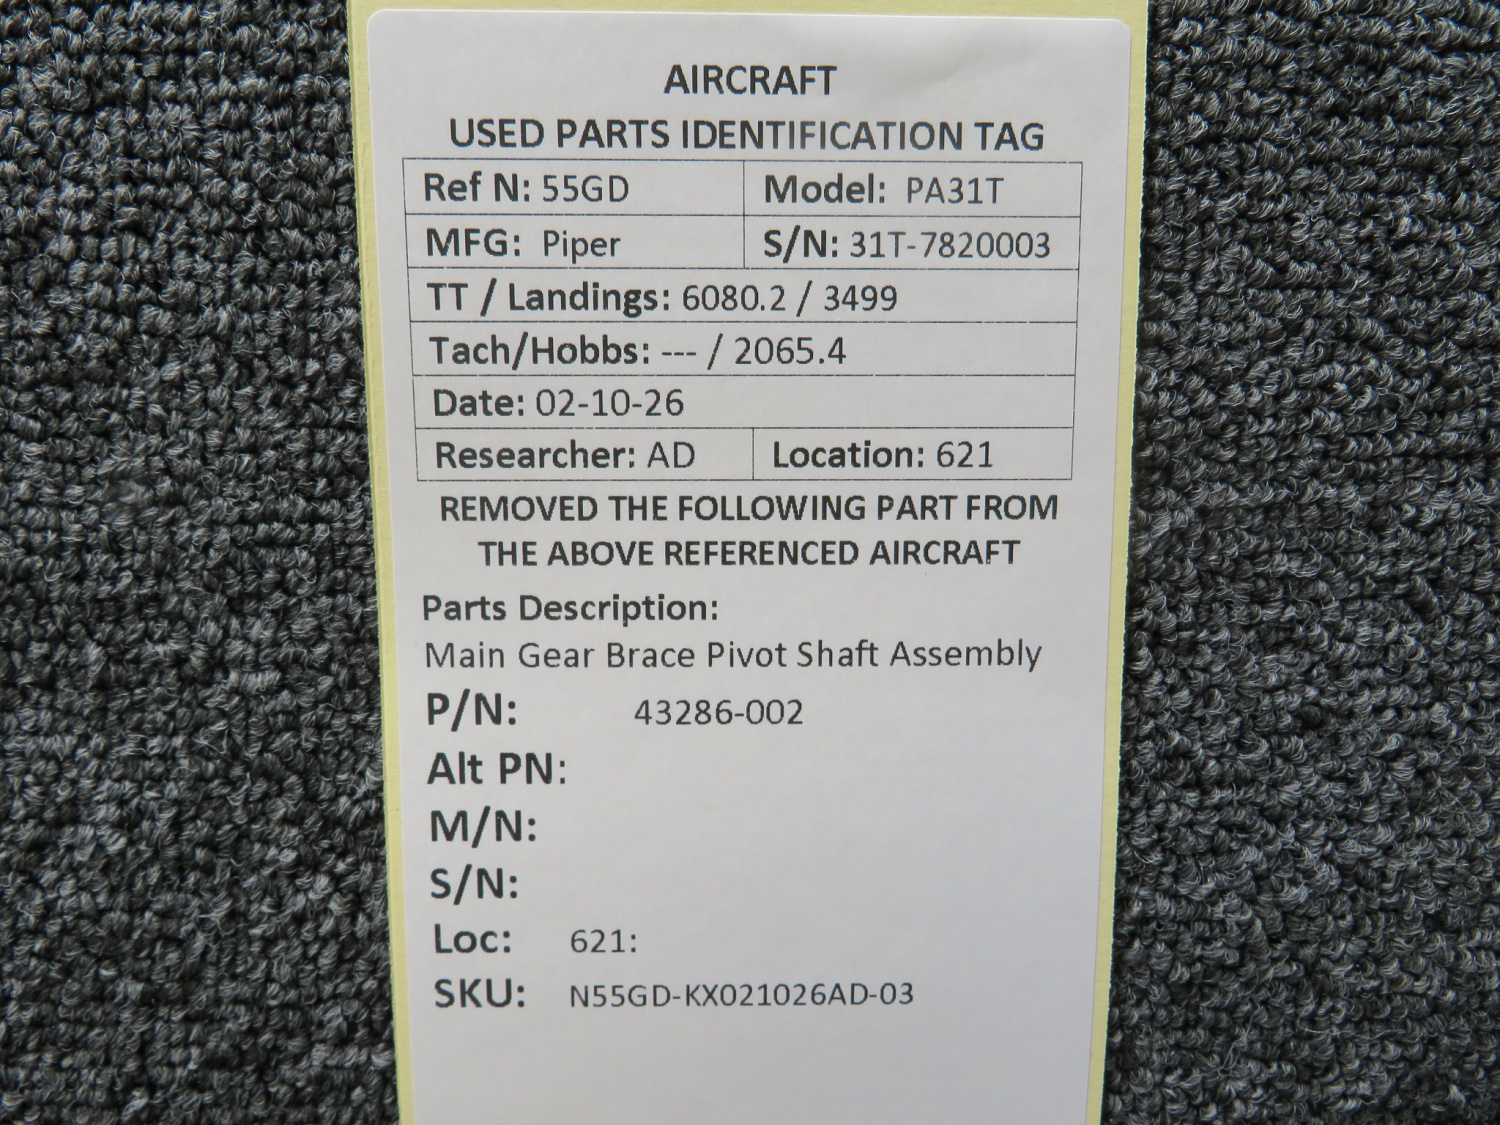 AIRCRAFT
USED PARTS IDENTIFICATION TAG
Ref N: 55GD Model: PA31T
MFG: Piper S/N: 31T-7820003
TT / Landings: 6080.2 / 3499
Tach/Hobbs: --- / 2065.4
Date: 02-10-26
Researcher: AD Location: 621
REMOVED THE FOLLOWING PART FROM
THE ABOVE REFERENCED AIRCRAFT
Parts Description:
Main Gear Brace Pivot Shaft Assembly
P/N: 43286-002
Alt PN:
M/N:
S/N:
Loc: 621:
SKU: N55GD-KX021026AD-03